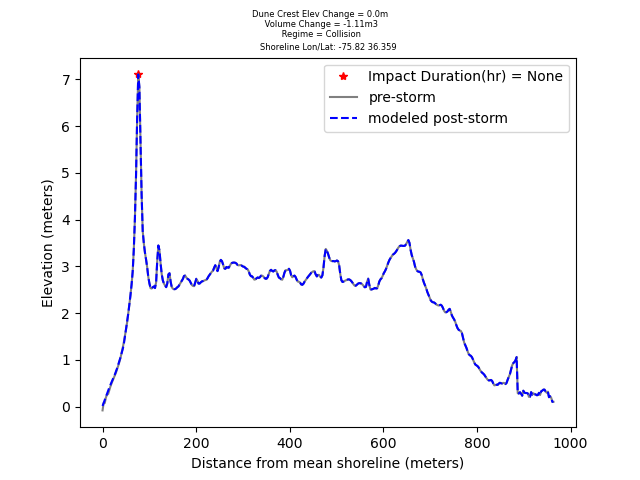 Dune Crest Elev Change = 0.0m
Volume Change = -1.11m3
Regime = Collision
Shoreline Lon/Lat: -75.82 36.359
Impact Duration(hr) = None
pre-storm
modeled post-storm
Elevation (meters)
7
6
5
4
3
2
1
0
0 200 400 600 800 1000
Distance from mean shoreline (meters)